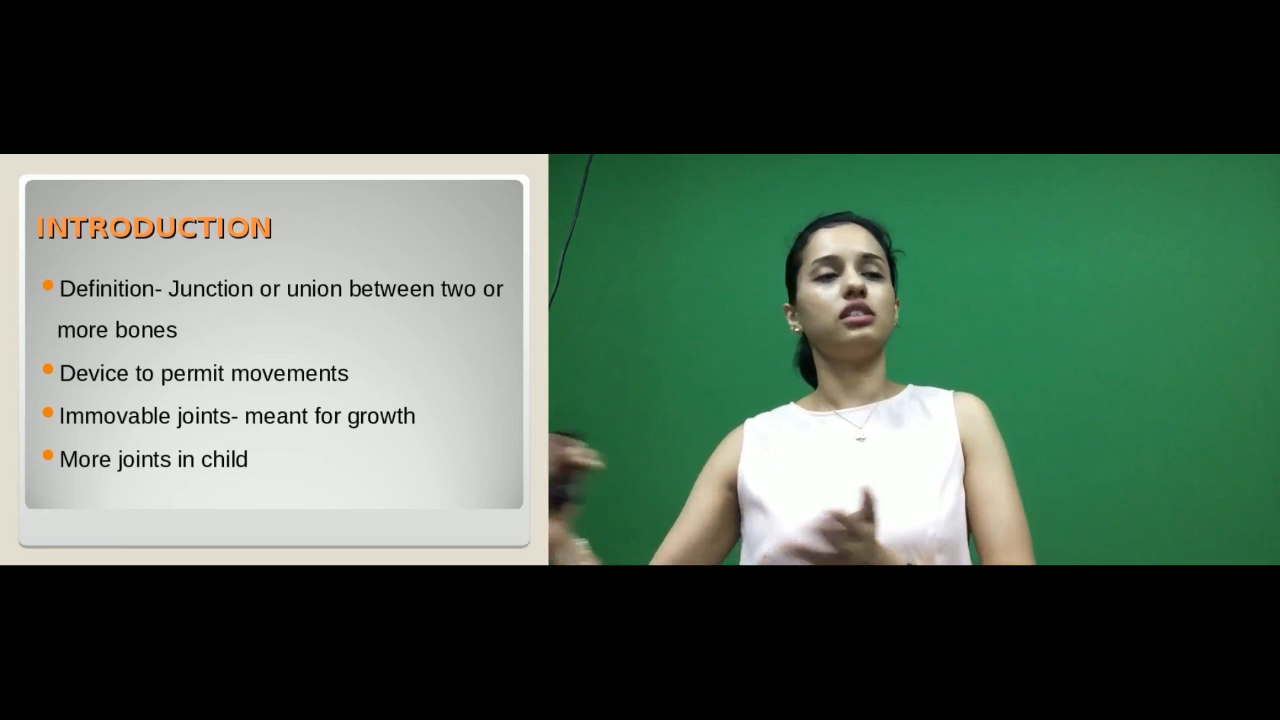 INTRODUCTION
Definition- Junction or union between two or
more bones
Device to permit movements
Immovable joints- meant for growth
More joints in child